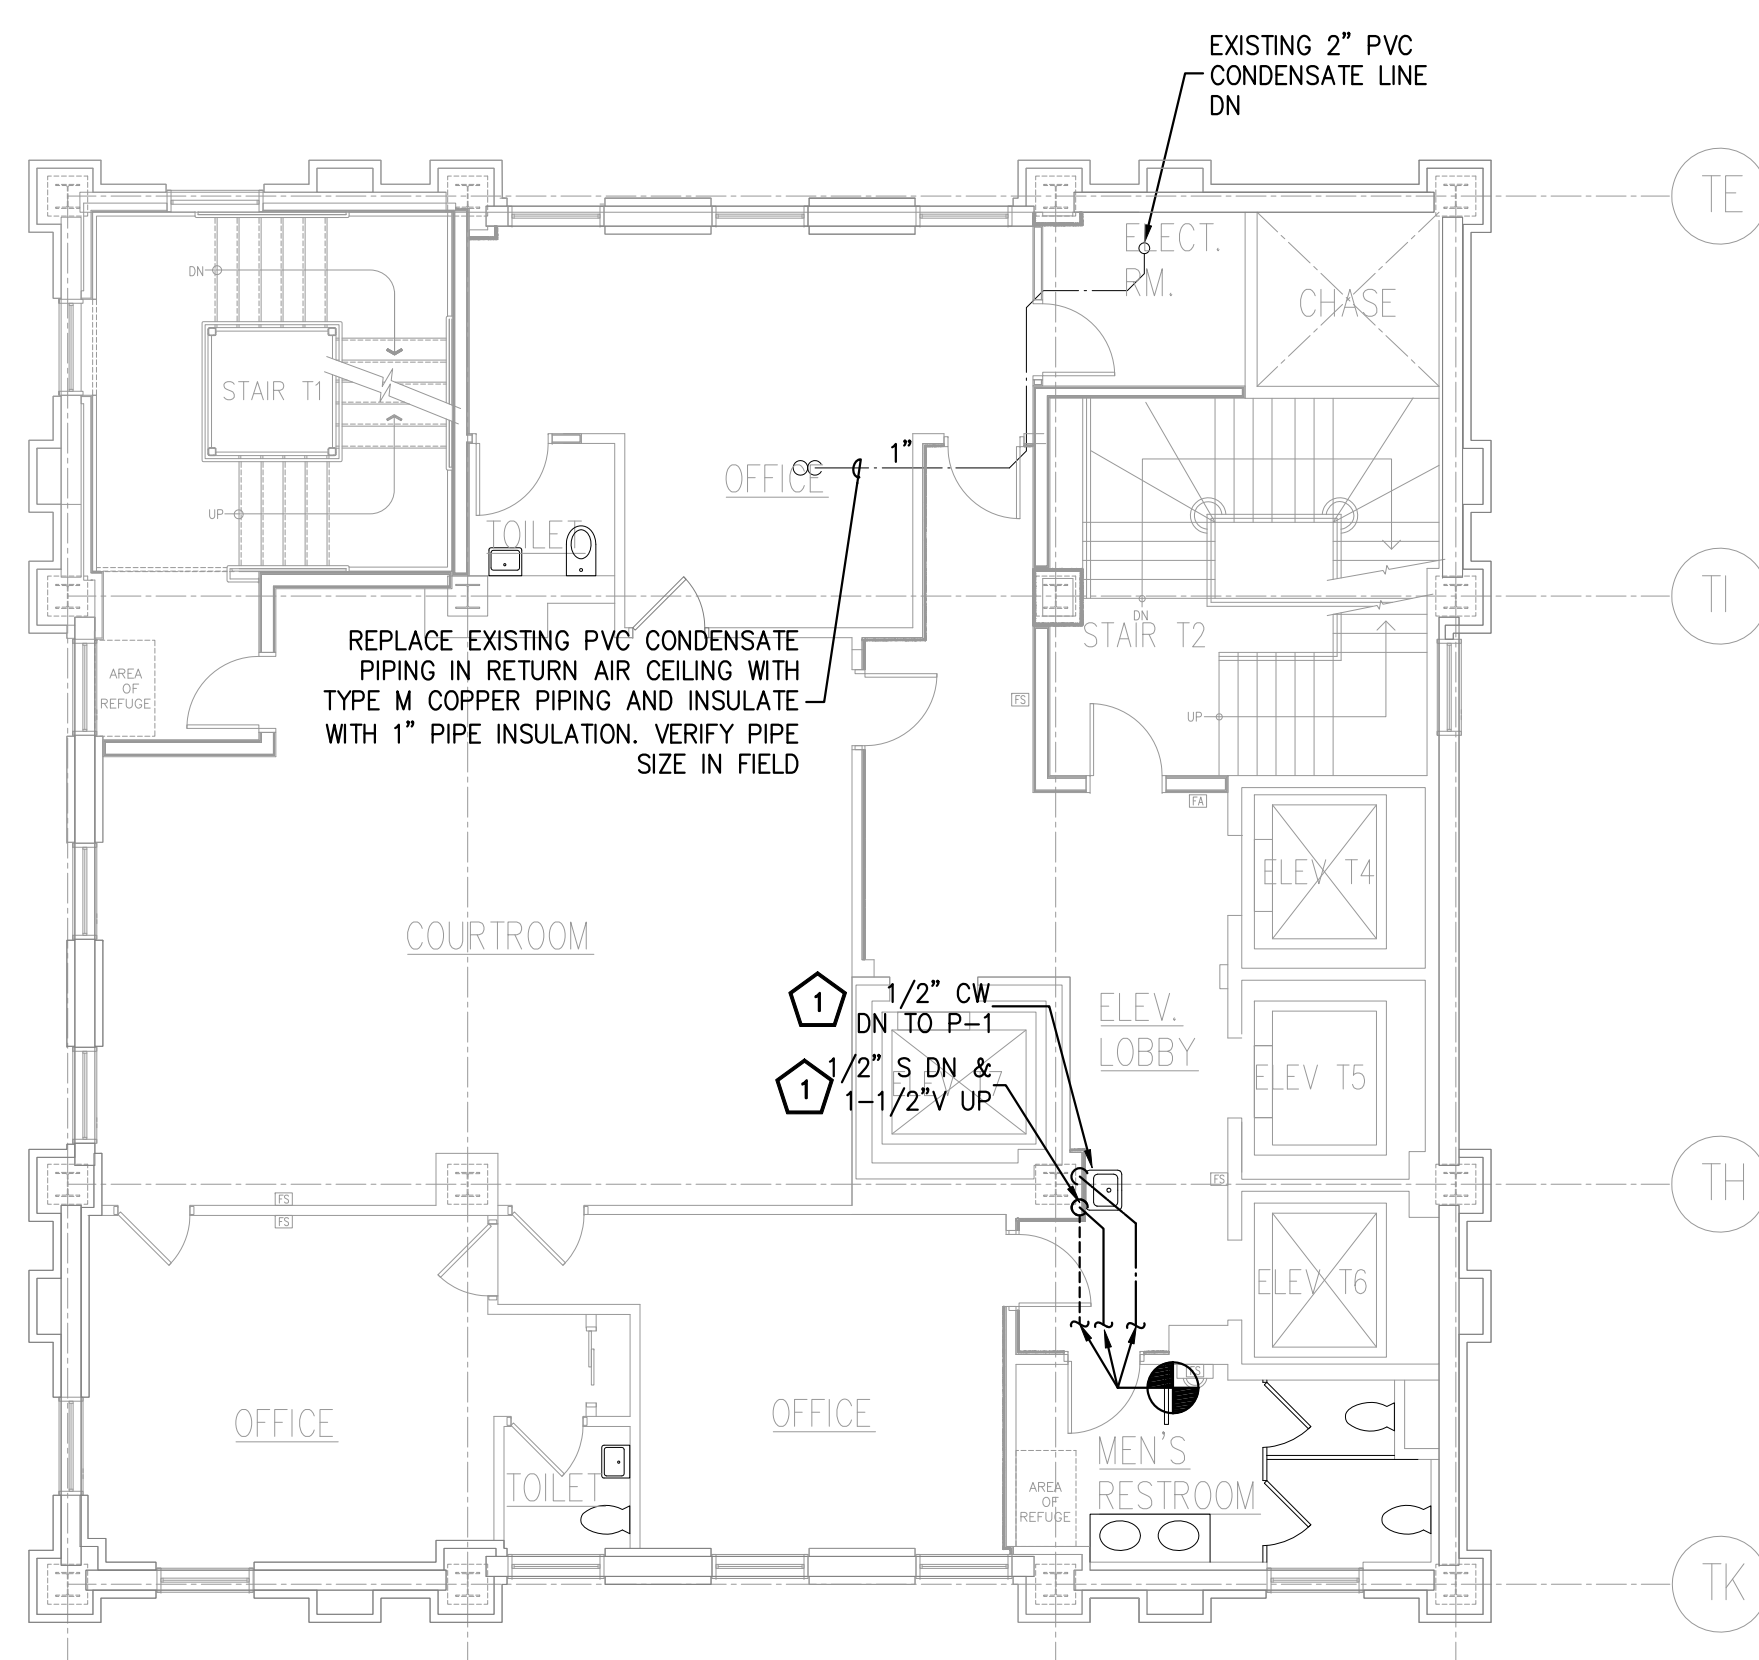 EXISTING 2” PVC
CONDENSATE LINE
DN
TE
ELECT.
RM.
CHASE
DN
STAIR T1
UP
1”
OFFICE
TOILET
TI
DN
STAIR T2
UP
AREA
OF
REFUGE
REPLACE EXISTING PVC CONDENSATE
PIPING IN RETURN AIR CEILING WITH
TYPE M COPPER PIPING AND INSULATE
WITH 1” PIPE INSULATION. VERIFY PIPE
SIZE IN FIELD
FS
FA
ELEV T4
COURTROOM
1
1/2” CW
DN TO P-1
ELEV.
LOBBY
1
1/2” S DN &
1-1/2”V UP
ELEV T7
ELEV T5
TH
FS
FS
FS
ELEV T6
FS
OFFICE
OFFICE
TOILET
MEN'S
RESTROOM
AREA
OF
REFUGE
TK